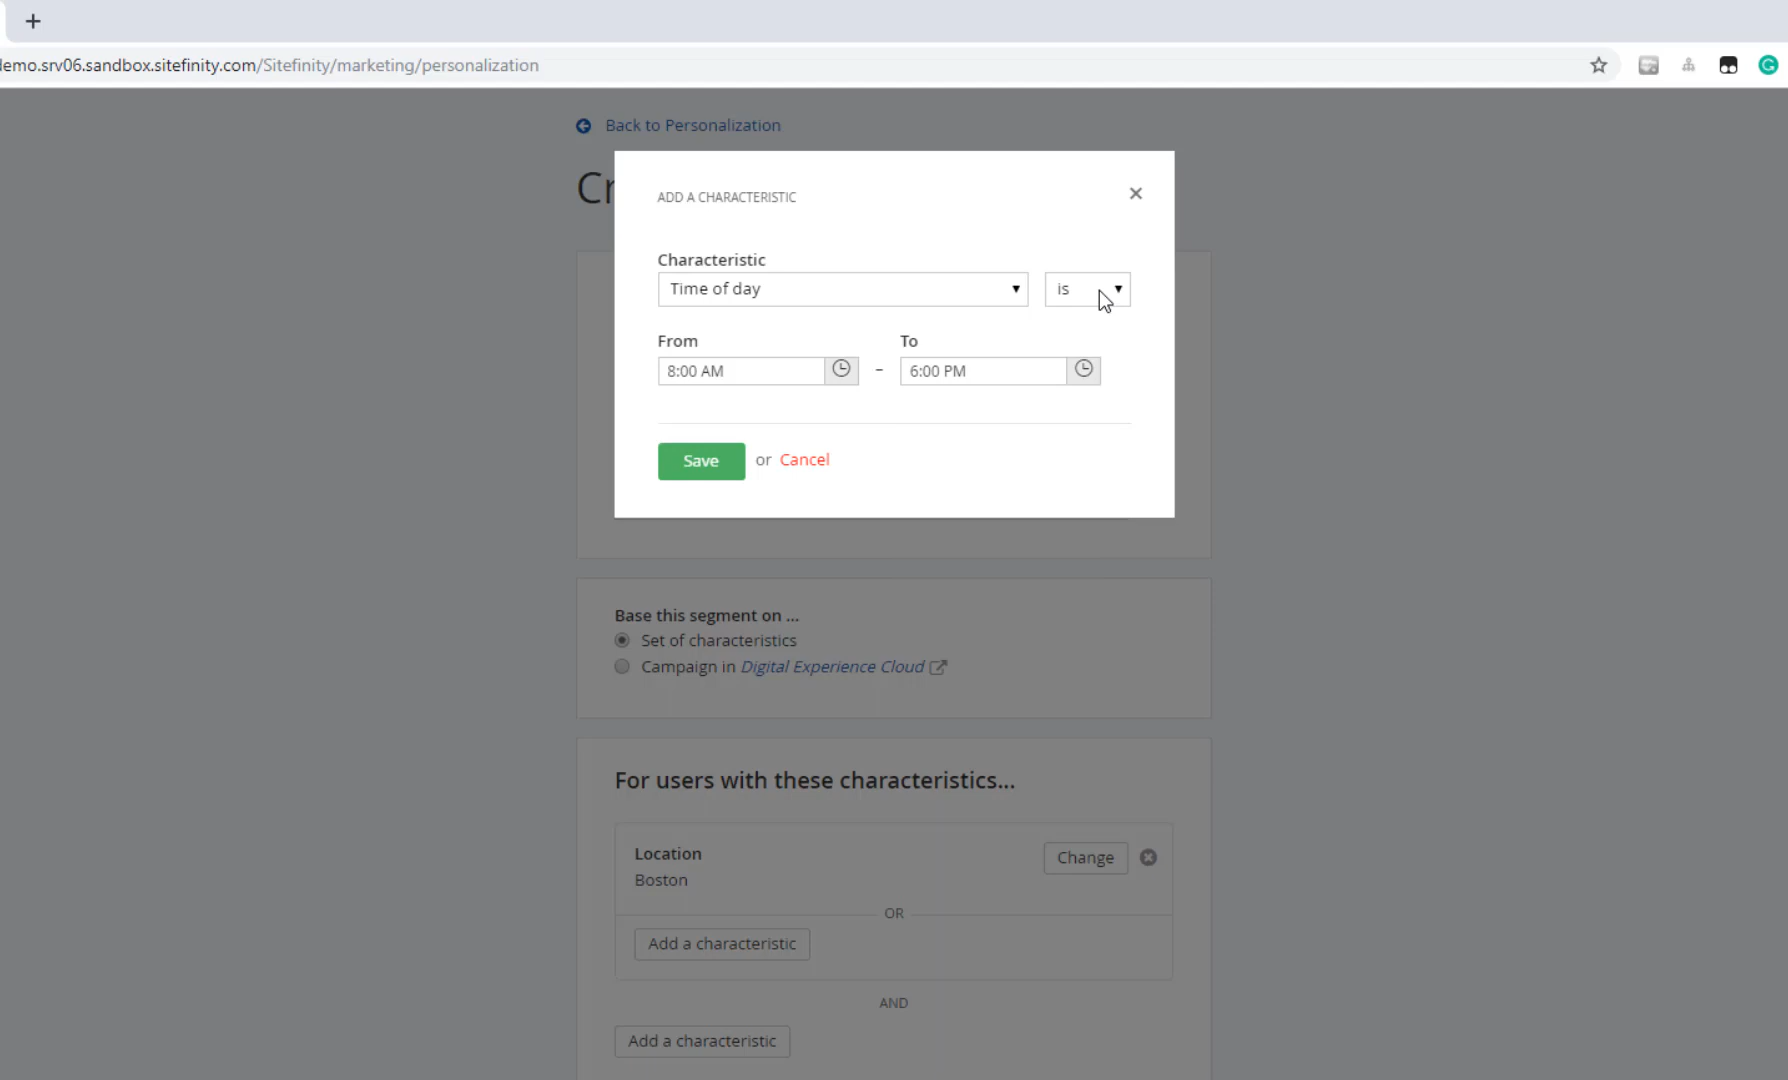 demo.srv06.sandbox.sitefinity.com/Sitefinity/marketing/personalization
Back to Personalization
Cr
ADD A CHARACTERISTIC
Characteristic
Time of day is
From To
8:00 AM – 6:00 PM
Save or Cancel
Base this segment on ...
Set of characteristics
Campaign in Digital Experience Cloud
For users with these characteristics...
Location Change
Boston
OR
Add a characteristic
AND
Add a characteristic